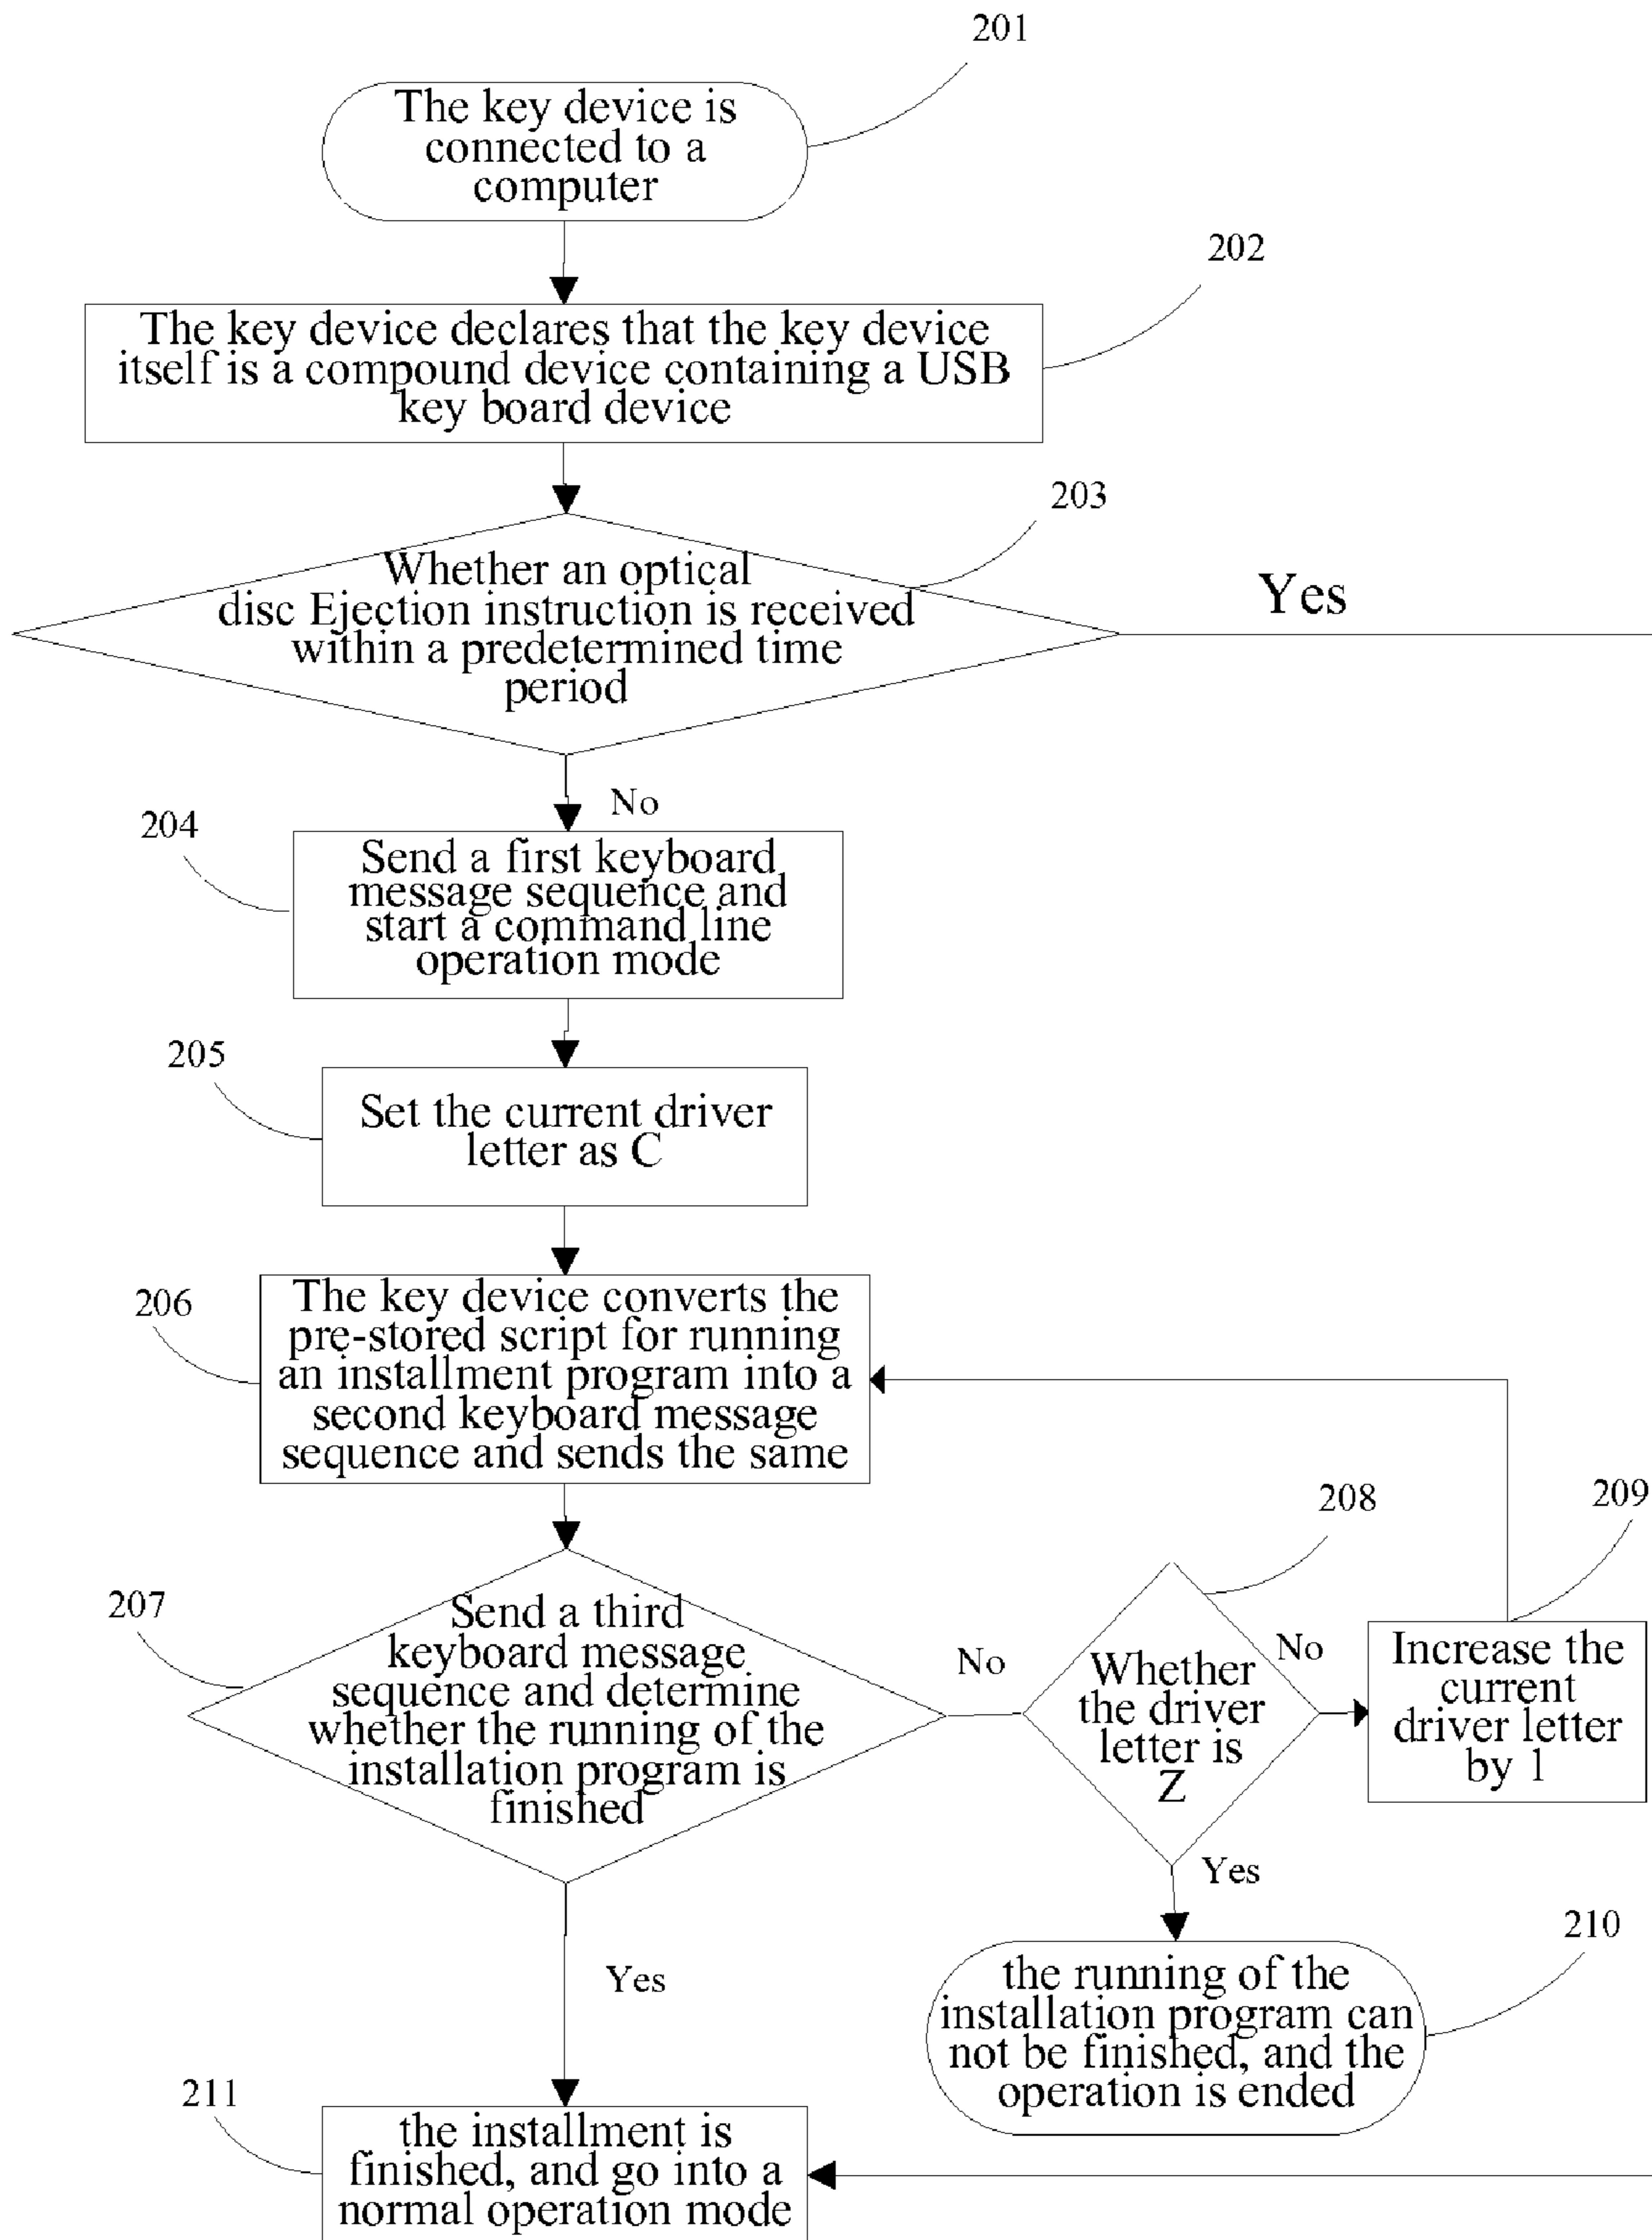 201
The key device is
connected to a
computer
202
The key device declares that the key device
itself is a compound device containing a USB
key board device
203
Whether an optical
disc Ejection instruction is received
within a predetermined time
period
Yes
No
204
Send a first keyboard
message sequence and
start a command line
operation mode
205
Set the current driver
letter as C
206
The key device converts the
pre-stored script for running
an installment program into a
second keyboard message
sequence and sends the same
207
Send a third
keyboard message
sequence and determine
whether the running of the
installation program is
finished
No
208
Whether
the driver
letter is
Z
No
209
Increase the
current
driver letter
by 1
Yes
Yes
210
the running of the
installation program can
not be finished, and the
operation is ended
211
the installment is
finished, and go into a
normal operation mode